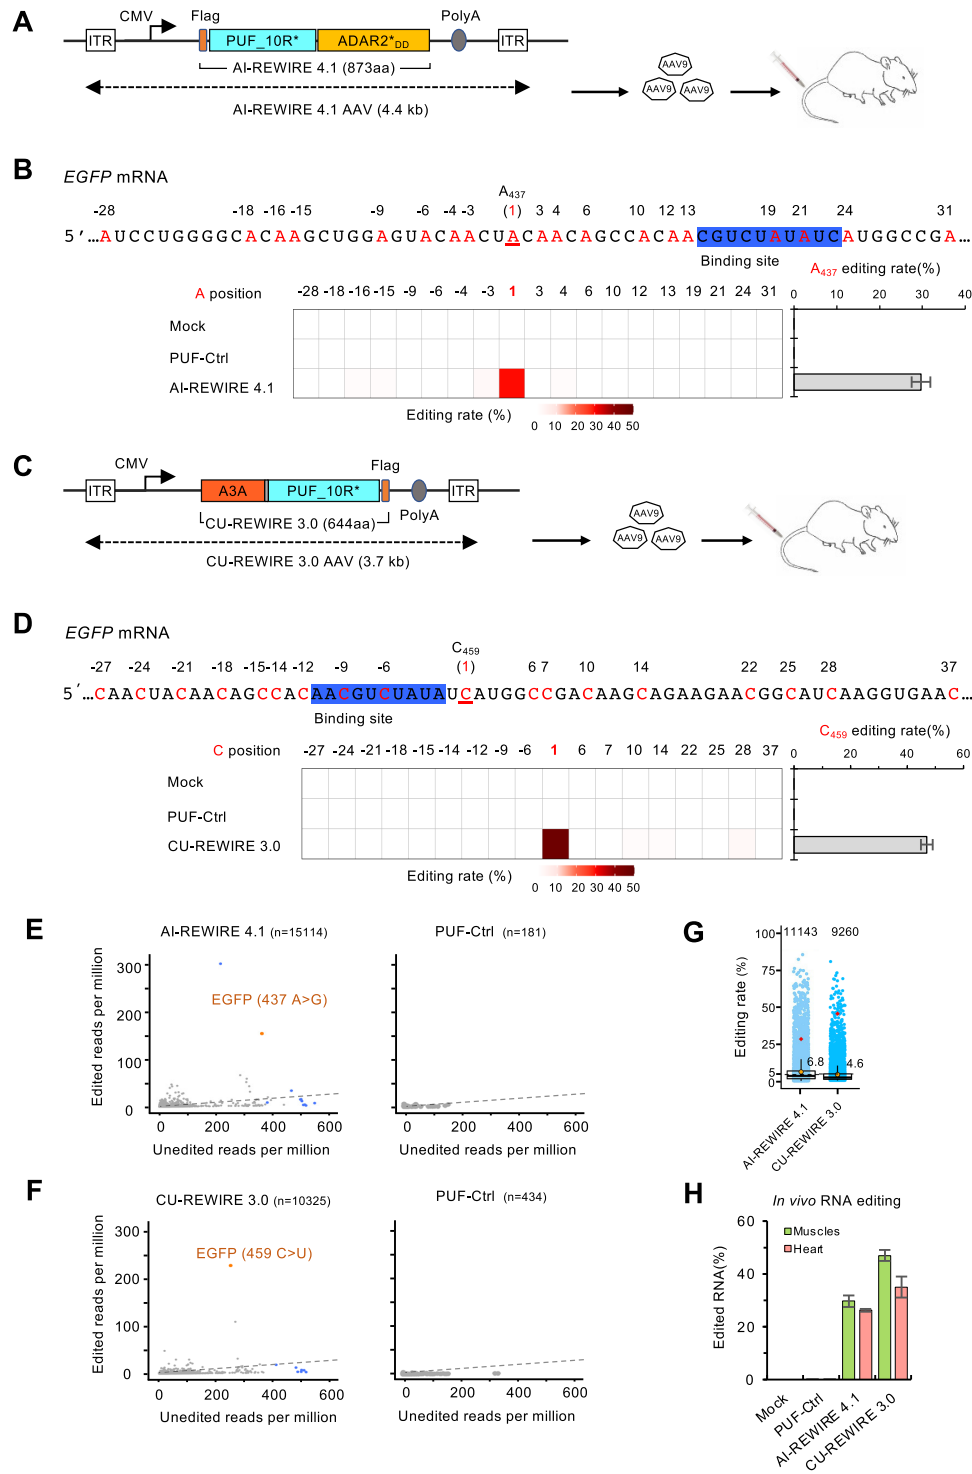 A
CMV
Flag
PolyA
ITR
PUF_10R*
ADAR2*DD
ITR
AI-REWIRE 4.1 (873aa)
AI-REWIRE 4.1 AAV (4.4 kb)
AAV9
AAV9
AAV9
B
EGFP mRNA
A437
-28 -18 -16 -15 -9 -6 -4 -3 (1) 3 4 6 10 12 13 19 21 24 31
5′…AUCCUGGGGCACAAGCUGGAGUACAACUACAACAGCCACAACGUCUAUAUCAUGGCCGA…
Binding site
A437 editing rate(%)
A position
-28 -18 -16 -15 -9 -6 -4 -3 1 3 4 6 10 12 13 19 21 24 31
0 10 20 30 40
Mock
PUF-Ctrl
AI-REWIRE 4.1
Editing rate (%)
0 10 20 30 40 50
C
CMV
Flag
ITR
A3A
PUF_10R*
ITR
PolyA
CU-REWIRE 3.0 (644aa)
CU-REWIRE 3.0 AAV (3.7 kb)
AAV9
AAV9
AAV9
D
EGFP mRNA
C459
-27 -24 -21 -18 -15 -14 -12 -9 -6 (1) 6 7 10 14 22 25 28 37
5′…CAACUACAACAGCCACAACGUCUAUAUCAUGGCCGACAAGCAGAAGAACGGCAUCAAGGUGAAC…
Binding site
C459 editing rate(%)
C position
-27 -24 -21 -18 -15 -14 -12 -9 -6 1 6 7 10 14 22 25 28 37
0 20 40 60
Mock
PUF-Ctrl
CU-REWIRE 3.0
Editing rate (%)
0 10 20 30 40 50
E
AI-REWIRE 4.1 (n=15114)
PUF-Ctrl (n=181)
Edited reads per million
300
200
100
0
EGFP (437 A>G)
0 200 400 600
0 200 400 600
Unedited reads per million
Unedited reads per million
F
CU-REWIRE 3.0 (n=10325)
PUF-Ctrl (n=434)
Edited reads per million
300
200
100
0
EGFP (459 C>U)
0 200 400 600
0 200 400 600
Unedited reads per million
Unedited reads per million
G
Editing rate (%)
100
75
50
25
5
0
11143 9260
6.8 4.6
AI-REWIRE 4.1
CU-REWIRE 3.0
H
In vivo RNA editing
Edited RNA(%)
60
40
20
0
Muscles
Heart
Mock
PUF-Ctrl
AI-REWIRE 4.1
CU-REWIRE 3.0